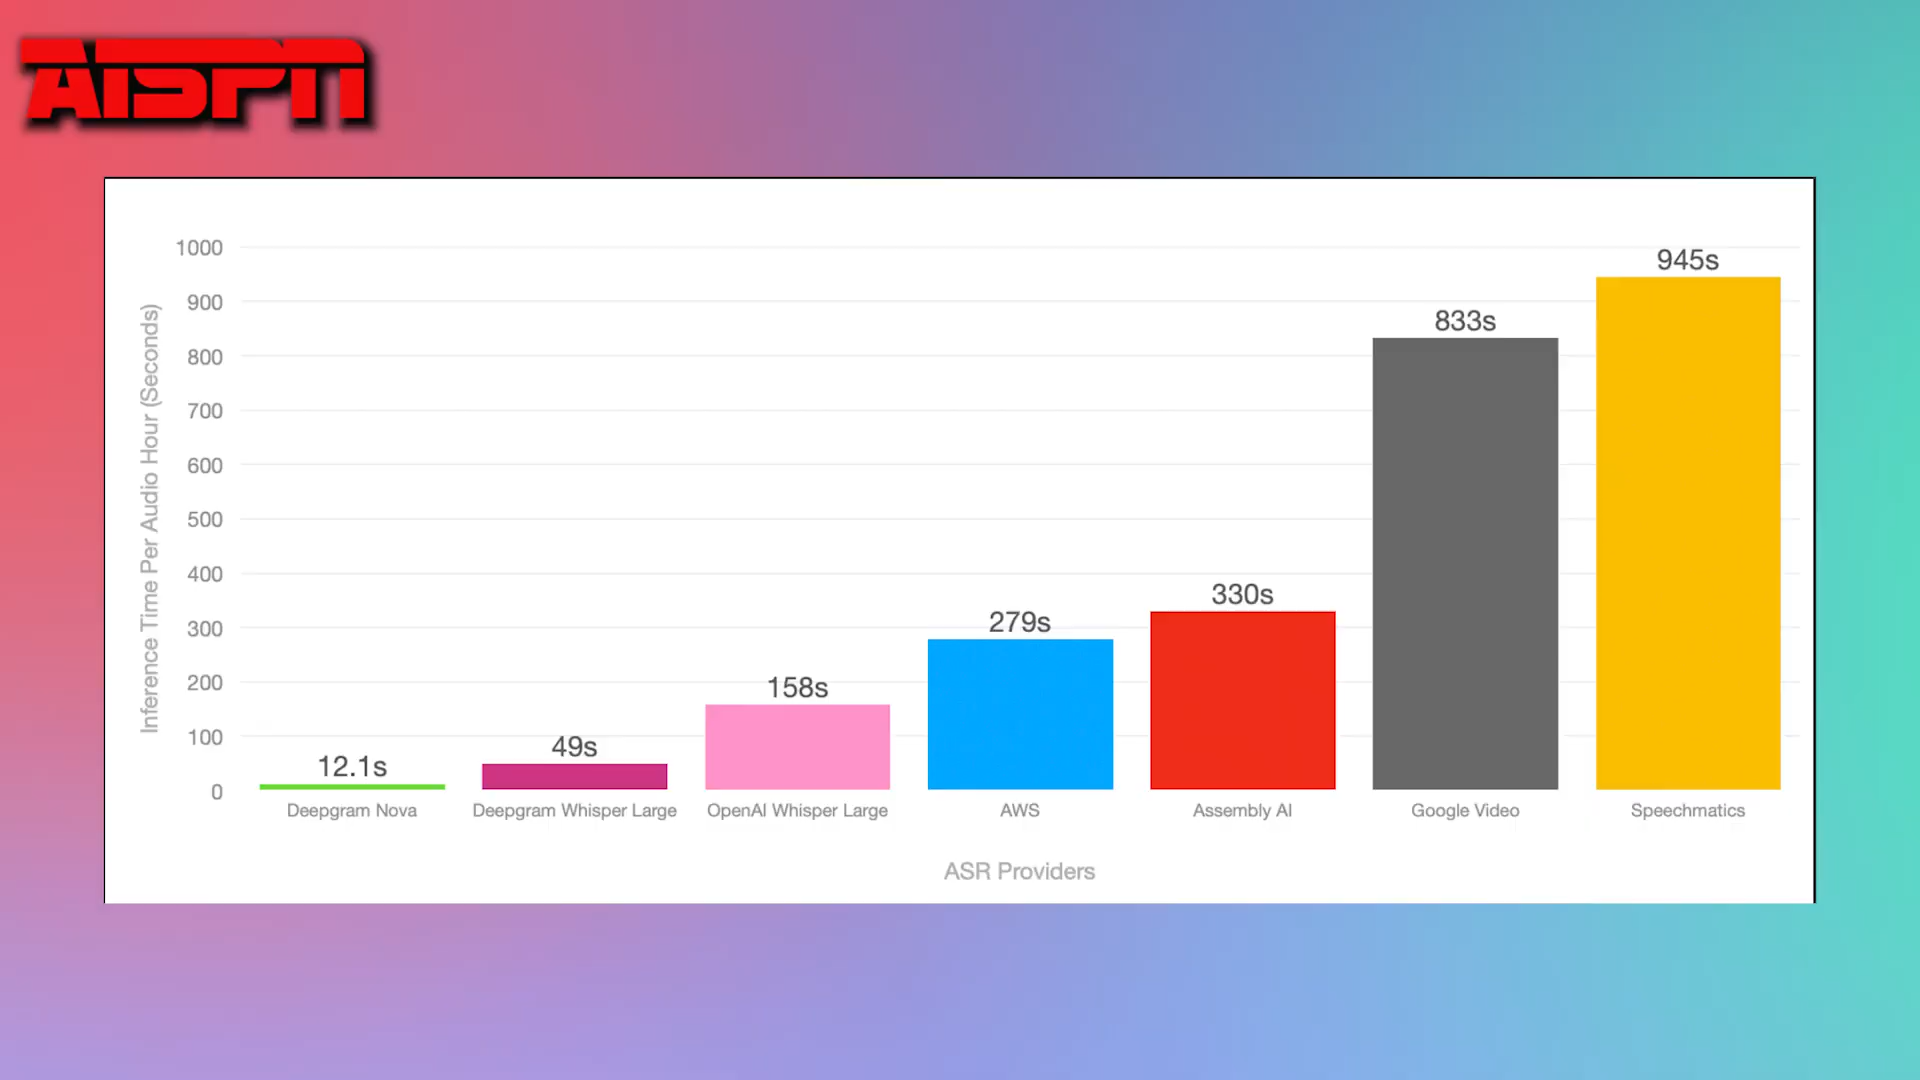 AISPN
Inference Time Per Audio Hour (Seconds)
1000
900
800
700
600
500
400
300
200
100
0
12.1s
49s
158s
279s
330s
833s
945s
Deepgram Nova
Deepgram Whisper Large
OpenAI Whisper Large
AWS
Assembly AI
Google Video
Speechmatics
ASR Providers